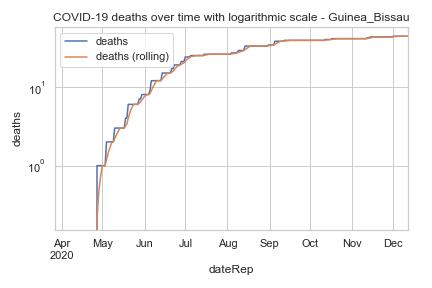 COVID-19 deaths over time with logarithmic scale - Guinea_Bissau
deaths
deaths (rolling)
10¹
10⁰
deaths
Apr
2020
May
Jun
Jul
Aug
Sep
Oct
Nov
Dec
dateRep